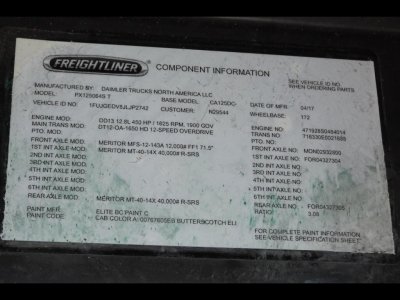 FREIGHTLINER COMPONENT INFORMATION
SEE VEHICLE ID NO.
WHEN ORDERING PARTS
MANUFACTURED BY: DAIMLER TRUCKS NORTH AMERICA LLC
MODEL: PX125064S T BASE MODEL: CA125DC- DATE OF MFR: 04/17
VEHICLE ID NO: CUSTOMER: WHEELBASE: 172
ENGINE MOD: DD13 12.8L 450 HP / 1625 RPM, 1900 GOV ENGINE NO:
MAIN TRANS MOD: DT12-DA-1650 HD 12-SPEED OVERDRIVE TRANS NO:
PTO. MOD: PTO. NO:
FRONT AXLE MOD: MERITOR MFS-12-143A 12,000# FF1 71.5" FRONT AXLE NO:
1ST INT AXLE MOD: MERITOR MT-40-14X 40,000# R-SRS 1ST INT AXLE NO: FOR04327304
2ND INT AXLE MOD: 2ND INT AXLE NO:
3RD INT AXLE MOD: 3RD INT AXLE NO:
4TH INT AXLE MOD: 4TH INT AXLE NO:
5TH INT AXLE MOD: 5TH INT AXLE NO:
6TH INT AXLE MOD: 6TH INT AXLE NO:
REAR AXLE MOD: MERITOR MT-40-14X 40,000# R-SRS REAR AXLE NO: FOR04327305
RATIO:
PAINT MFR: ELITE BC PAINT C
PAINT CODE: LAB COLOR A/ BUTTERSCOTCH ELI
FOR COMPLETE PAINT INFORMATION
SEE VEHICLE SPECIFICATION SHEET.